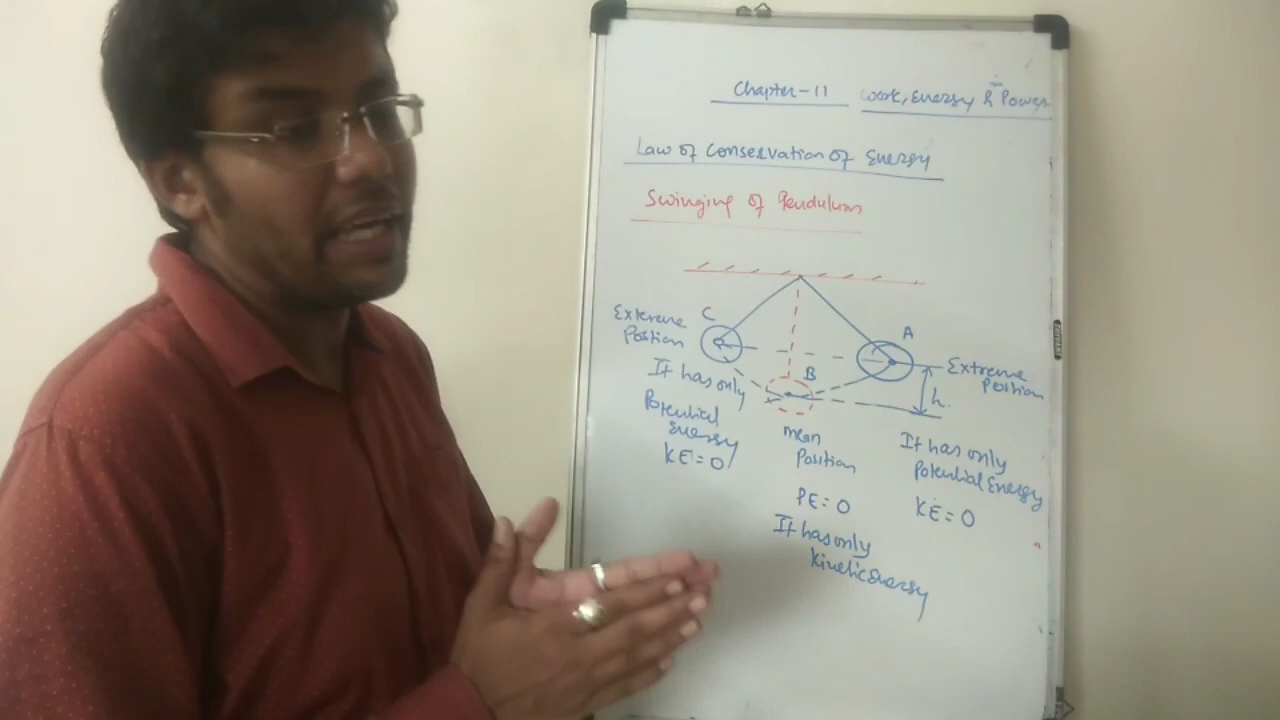 Chapter-11 Work, Energy & Power
Law of Conservation of Energy
Swinging of Pendulum
C
A
Extereme
Postion
B
Extreme
Position
h.
It has only
Potential
Energy
KE=0
mean
Position
PE=0
It has only
Kinetic Energy
It has only
Potential Energy
KE=0